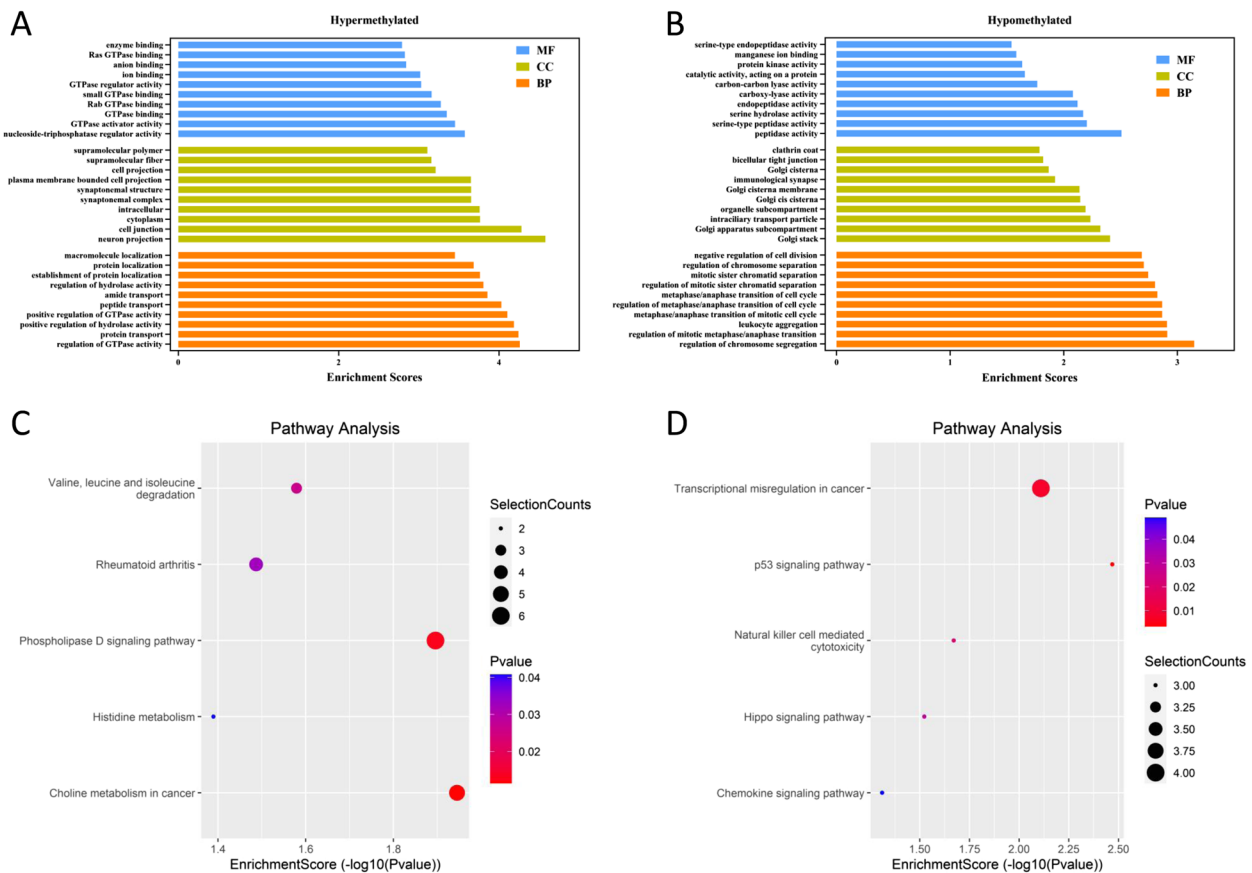 A
Hypermethylated
enzyme binding
Ras GTPase binding
anion binding
ion binding
GTPase regulator activity
small GTPase binding
Rab GTPase binding
GTPase binding
GTPase activator activity
nucleoside-triphosphatase regulator activity
supramolecular polymer
supramolecular fiber
cell projection
plasma membrane bounded cell projection
synaptonemal structure
synaptonemal complex
intracellular
cytoplasm
cell junction
neuron projection
macromolecule localization
protein localization
establishment of protein localization
regulation of hydrolase activity
amide transport
peptide transport
positive regulation of GTPase activity
positive regulation of hydrolase activity
protein transport
regulation of GTPase activity
MF
CC
BP
0 2 4
Enrichment Scores
B
Hypomethylated
serine-type endopeptidase activity
manganese ion binding
protein kinase activity
catalytic activity, acting on a protein
carbon-carbon lyase activity
carboxy-lyase activity
endopeptidase activity
serine hydrolase activity
serine-type peptidase activity
peptidase activity
clathrin coat
bicellular tight junction
Golgi cisterna
immunological synapse
Golgi cisterna membrane
Golgi cis cisterna
organelle subcompartment
intraciliary transport particle
Golgi apparatus subcompartment
Golgi stack
negative regulation of cell division
regulation of chromosome separation
mitotic sister chromatid separation
regulation of mitotic sister chromatid separation
metaphase/anaphase transition of cell cycle
regulation of metaphase/anaphase transition of cell cycle
metaphase/anaphase transition of mitotic cell cycle
leukocyte aggregation
regulation of mitotic metaphase/anaphase transition
regulation of chromosome segregation
MF
CC
BP
0 1 2 3
Enrichment Scores
C
Pathway Analysis
Valine, leucine and isoleucine
degradation
Rheumatoid arthritis
Phospholipase D signaling pathway
Histidine metabolism
Choline metabolism in cancer
1.4 1.6 1.8
EnrichmentScore (-log10(Pvalue))
SelectionCounts
2
3
4
5
6
Pvalue
0.04
0.03
0.02
D
Pathway Analysis
Transcriptional misregulation in cancer
p53 signaling pathway
Natural killer cell mediated
cytotoxicity
Hippo signaling pathway
Chemokine signaling pathway
1.50 1.75 2.00 2.25 2.50
EnrichmentScore (-log10(Pvalue))
Pvalue
0.04
0.03
0.02
0.01
SelectionCounts
3.00
3.25
3.50
3.75
4.00